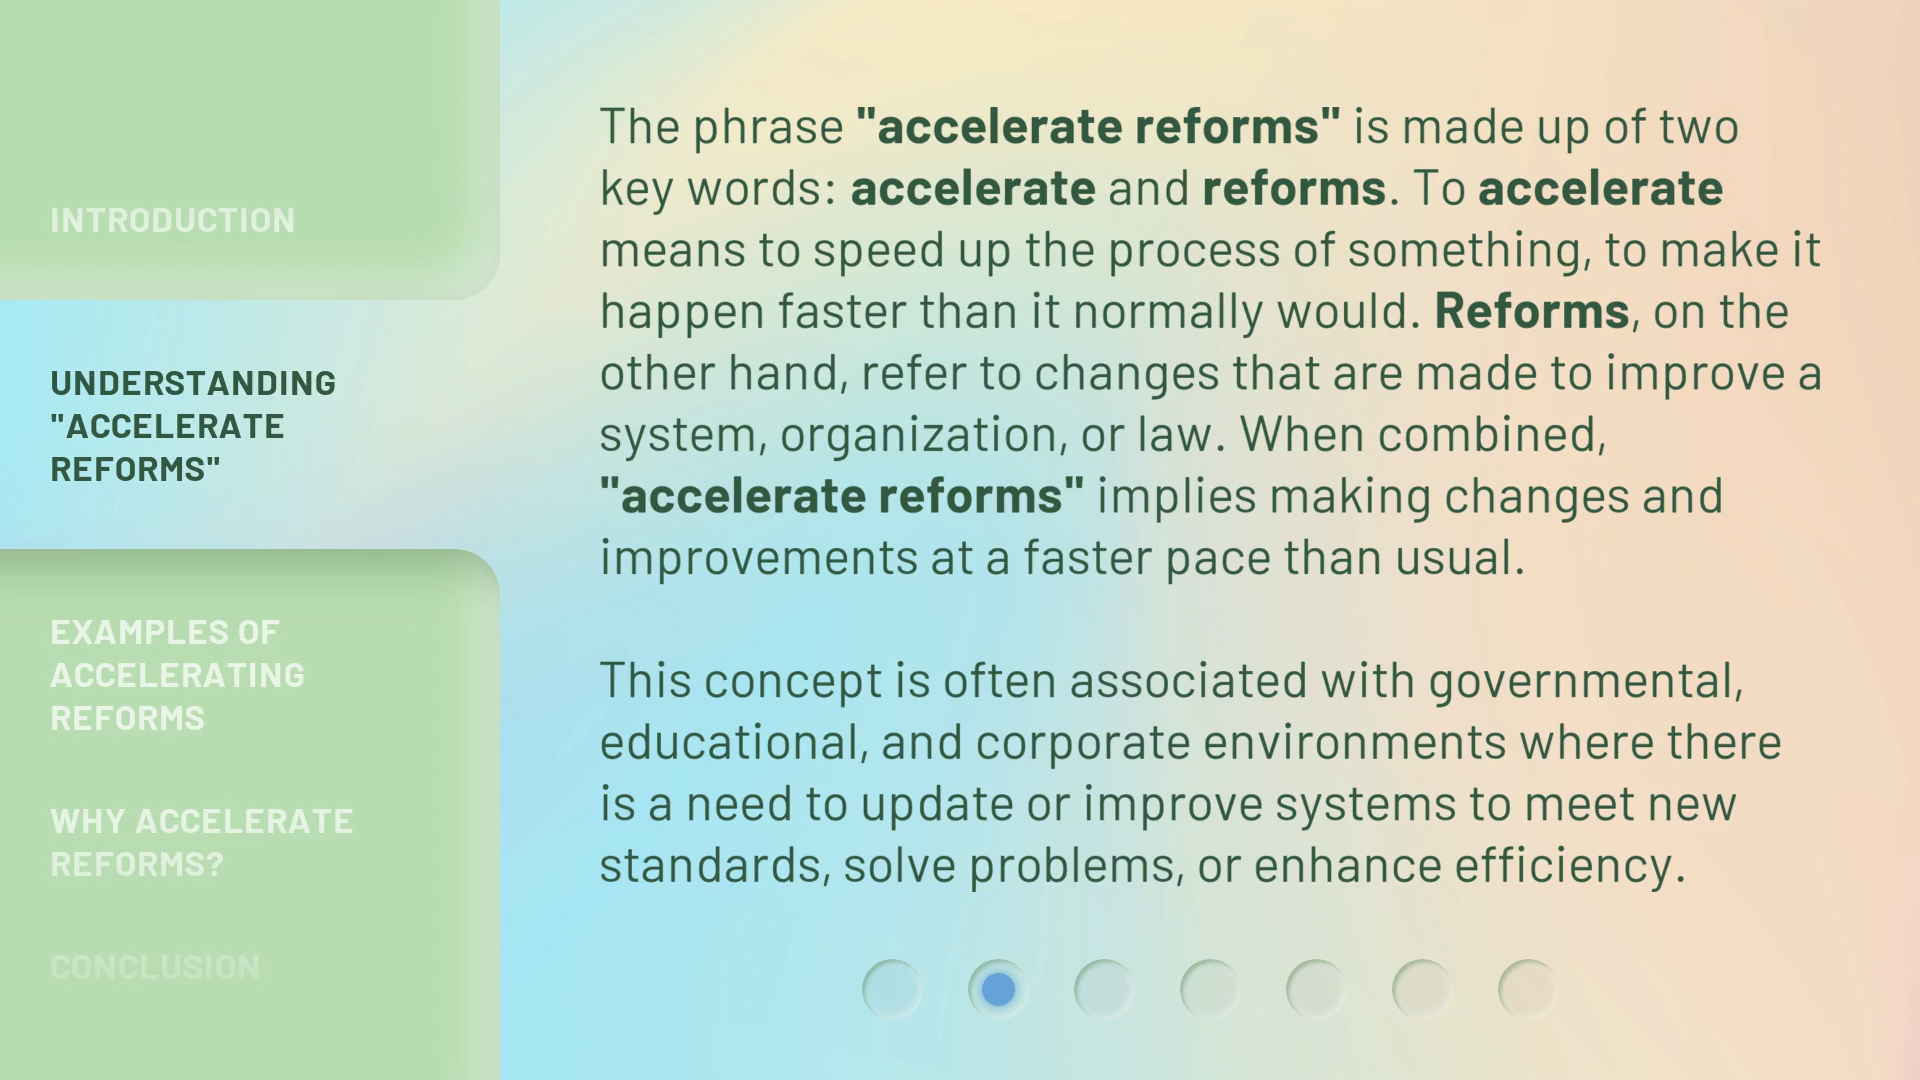 INTRODUCTION
UNDERSTANDING
"ACCELERATE
REFORMS"
EXAMPLES OF
ACCELERATING
REFORMS
WHY ACCELERATE
REFORMS?
CONCLUSION
The phrase "accelerate reforms" is made up of two
key words: accelerate and reforms. To accelerate
means to speed up the process of something, to make it
happen faster than it normally would. Reforms, on the
other hand, refer to changes that are made to improve a
system, organization, or law. When combined,
"accelerate reforms" implies making changes and
improvements at a faster pace than usual.
This concept is often associated with governmental,
educational, and corporate environments where there
is a need to update or improve systems to meet new
standards, solve problems, or enhance efficiency.